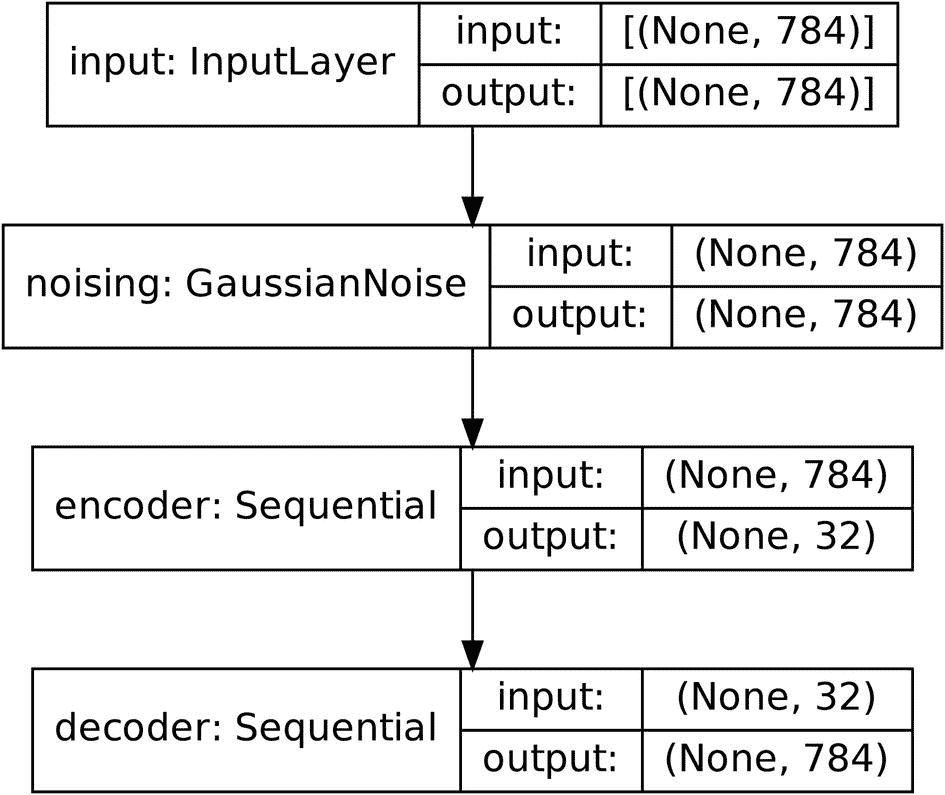 input: InputLayer
input: [(None, 784)]
output: [(None, 784)]
noising: GaussianNoise
input: (None, 784)
output: (None, 784)
encoder: Sequential
input: (None, 784)
output: (None, 32)
decoder: Sequential
input: (None, 32)
output: (None, 784)